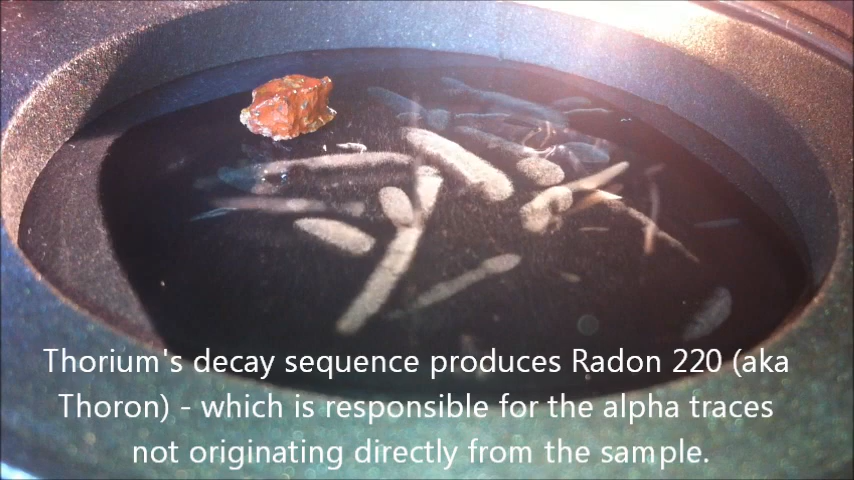 Thorium's decay sequence produces Radon 220 (aka
Thoron) - which is responsible for the alpha traces
not originating directly from the sample.